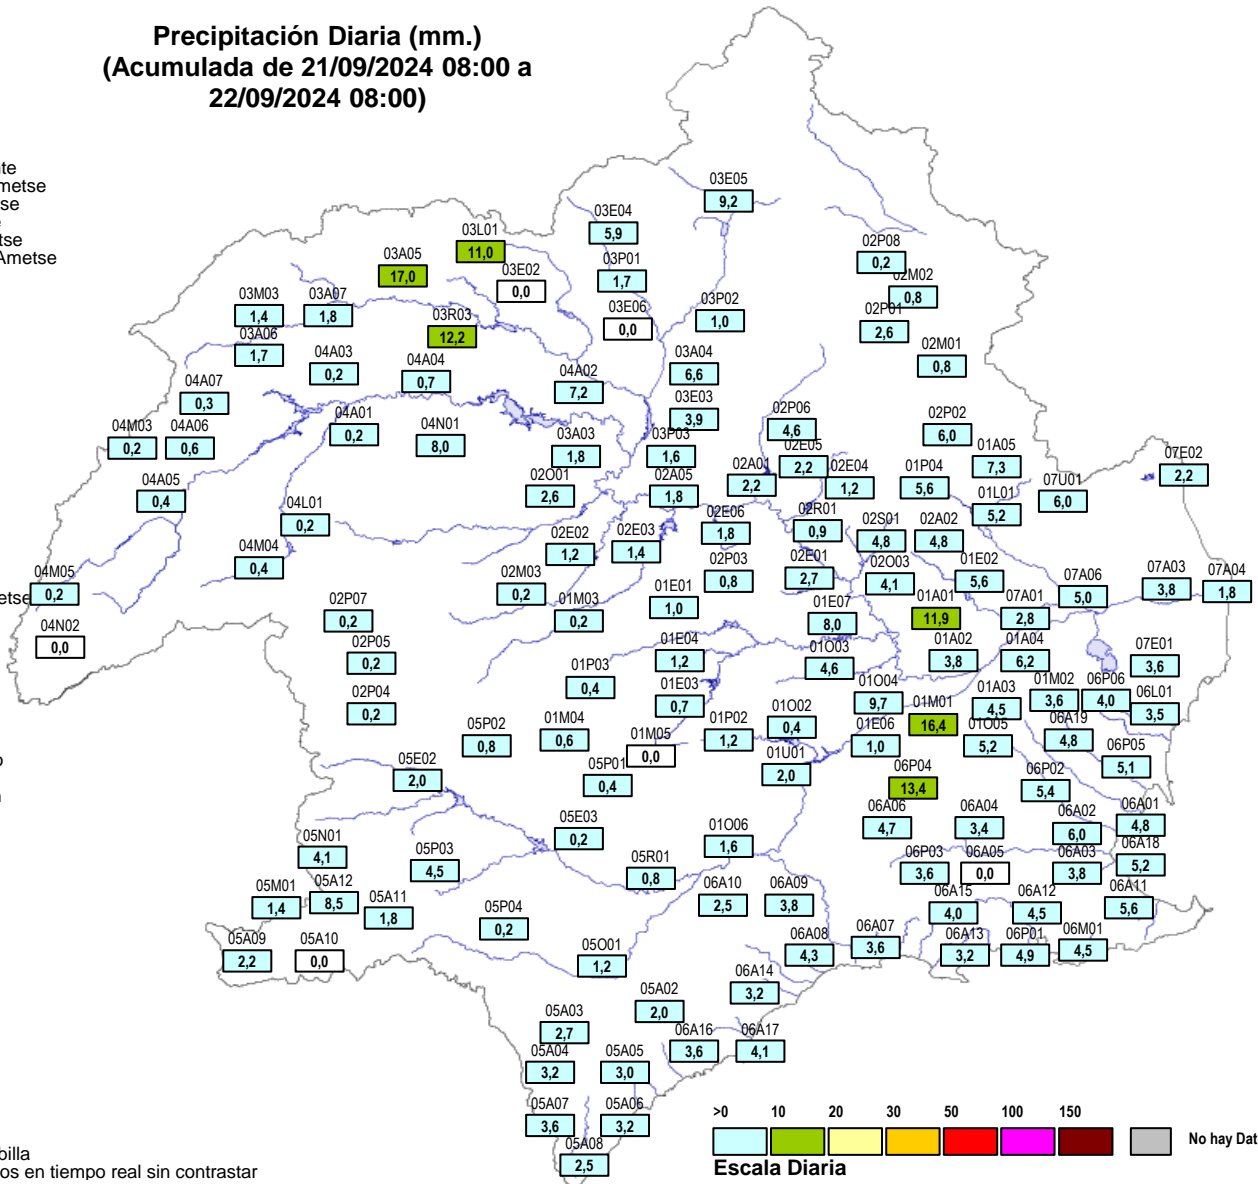 Precipitación Diaria (mm.)
(Acumulada de 21/09/2024 08:00 a
22/09/2024 08:00)
nte
metse
tse
e
tse
Ametse
03E05
9,2
03E04
5,9
03L01
11,0
03A05
17,0
03E02
0,0
03P01
1,7
02P08
0,2
02M02
0,8
03M03
1,4
03A07
1,8
03R03
12,2
03E06
0,0
03P02
1,0
02P01
2,6
03A06
1,7
04A03
0,2
04A04
0,7
04A02
7,2
03A04
6,6
02M01
0,8
04A07
0,3
03E03
3,9
04M03
0,2
04A06
0,6
04A01
0,2
04N01
8,0
03A03
1,8
03P03
1,6
02P06
4,6
02P02
6,0
02E05
2,2
01A05
7,3
07E02
2,2
04A05
0,4
02O01
2,6
02A05
1,8
02A01
2,2
02E04
1,2
01P04
5,6
07U01
6,0
01L01
5,2
04L01
0,2
02E06
1,8
02R01
0,9
02S01
4,8
02A02
4,8
04M04
0,4
02E02
1,2
02E03
1,4
02P03
0,8
02E01
2,7
02O03
4,1
01E02
5,6
04M05
0,2
etse
02M03
0,2
01M03
0,2
01E01
1,0
01E07
8,0
01A01
11,9
07A01
2,8
07A06
5,0
07A03
3,8
07A04
1,8
04N02
0,0
02P07
0,2
02P05
0,2
01P03
0,4
01E04
1,2
01O03
4,6
01A02
3,8
01A04
6,2
07E01
3,6
02P04
0,2
01E03
0,7
01O04
9,7
01M01
16,4
01A03
4,5
01M02
3,6
06P06
4,0
06L01
3,5
05P02
0,8
01M04
0,6
01M05
0,0
01P02
1,2
01O02
0,4
01E06
1,0
01O05
5,2
06A19
4,8
06P05
5,1
05E02
2,0
05P01
0,4
01U01
2,0
06P04
13,4
06P02
5,4
05E03
0,2
01O06
1,6
06A06
4,7
06A04
3,4
06A02
6,0
06A01
4,8
05N01
4,1
05P03
4,5
05R01
0,8
06P03
3,6
06A05
0,0
06A03
3,8
06A18
5,2
05M01
1,4
05A12
8,5
05A11
1,8
05P04
0,2
06A10
2,5
06A09
3,8
06A15
4,0
06A12
4,5
06A11
5,6
05A09
2,2
05A10
0,0
05O01
1,2
06A08
4,3
06A07
3,6
06A13
3,2
06P01
4,9
06M01
4,5
05A02
2,0
06A14
3,2
05A03
2,7
06A16
3,6
06A17
4,1
05A04
3,2
05A05
3,0
05A07
3,6
05A06
3,2
05A08
2,5
>0 10 20 30 50 100 150
No hay Dat
Escala Diaria
billa
os en tiempo real sin contrastar